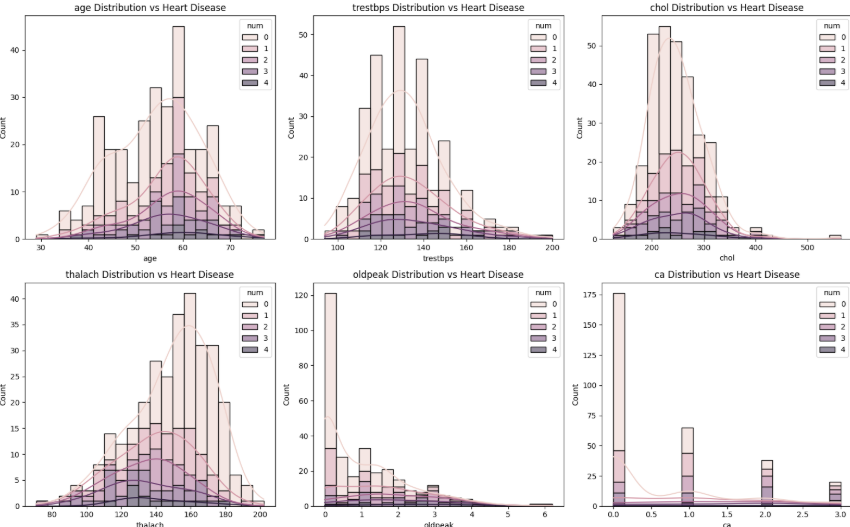 age Distribution vs Heart Disease
num
0
1
2
3
4
Count
40
30
20
10
0
30 40 50 60 70
age
trestbps Distribution vs Heart Disease
num
0
1
2
3
4
Count
50
40
30
20
10
0
100 120 140 160 180 200
trestbps
chol Distribution vs Heart Disease
num
0
1
2
3
4
Count
50
40
30
20
10
0
200 300 400 500
chol
thalach Distribution vs Heart Disease
num
0
1
2
3
4
Count
40
35
30
25
20
15
10
5
0
80 100 120 140 160 180 200
thalach
oldpeak Distribution vs Heart Disease
num
0
1
2
3
4
Count
120
100
80
60
40
20
0
0 1 2 3 4 5 6
oldpeak
ca Distribution vs Heart Disease
num
0
1
2
3
4
Count
175
150
125
100
75
50
25
0
0.0 0.5 1.0 1.5 2.0 2.5 3.0
ca